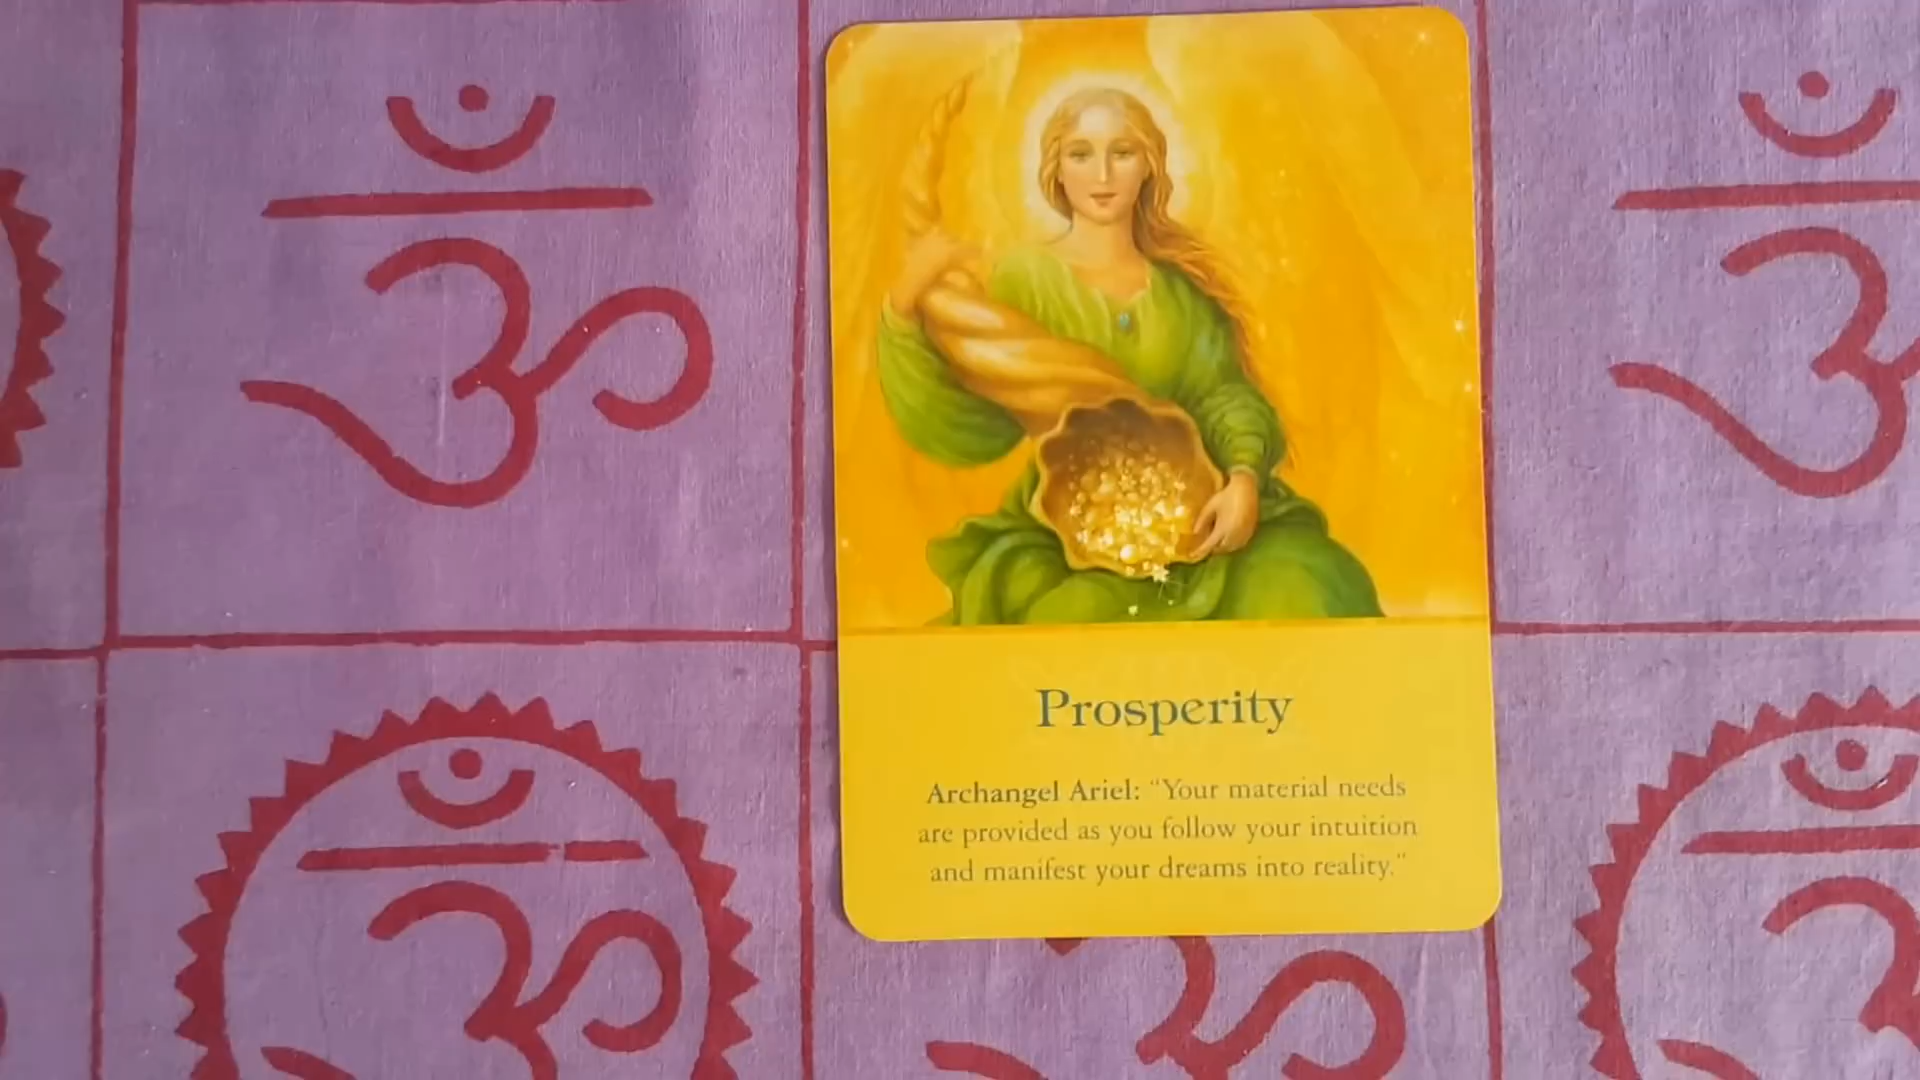 ॐ
ॐ
ॐ
ॐ
ॐ
Prosperity
Archangel Ariel: “Your material needs
are provided as you follow your intuition
and manifest your dreams into reality.”